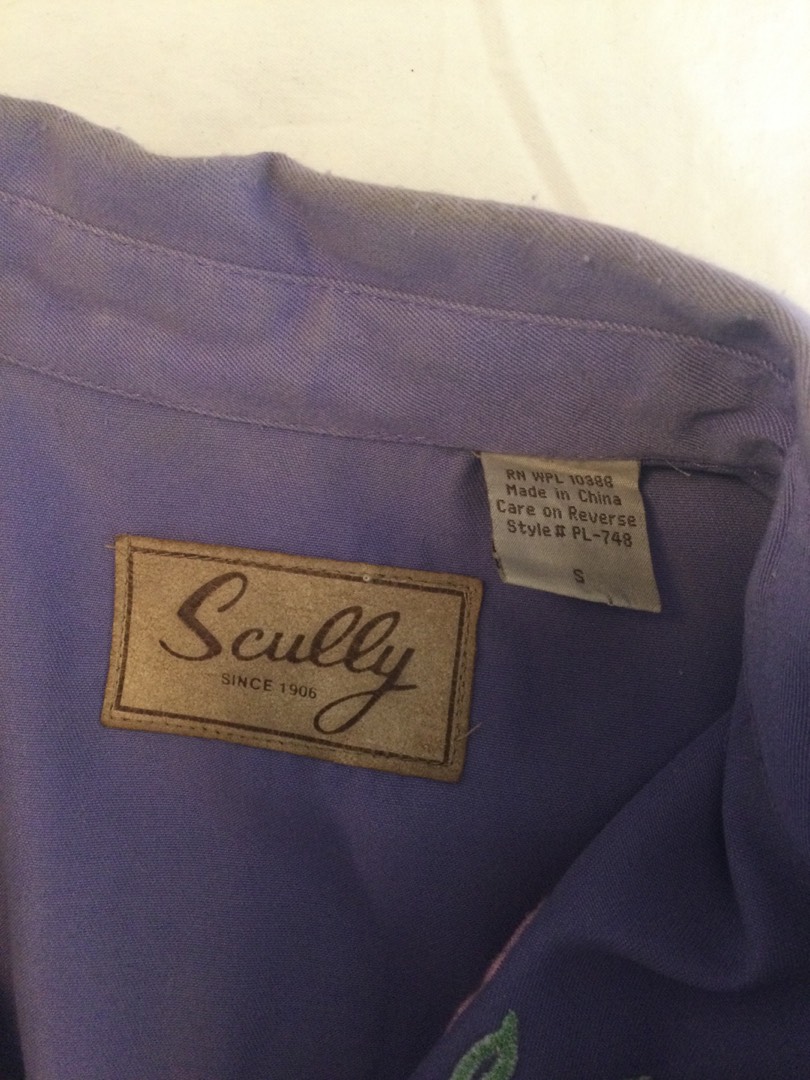 RN WPL 10388
Made in China
Care on Reverse
Style# PL-748
S
Scully
SINCE 1906